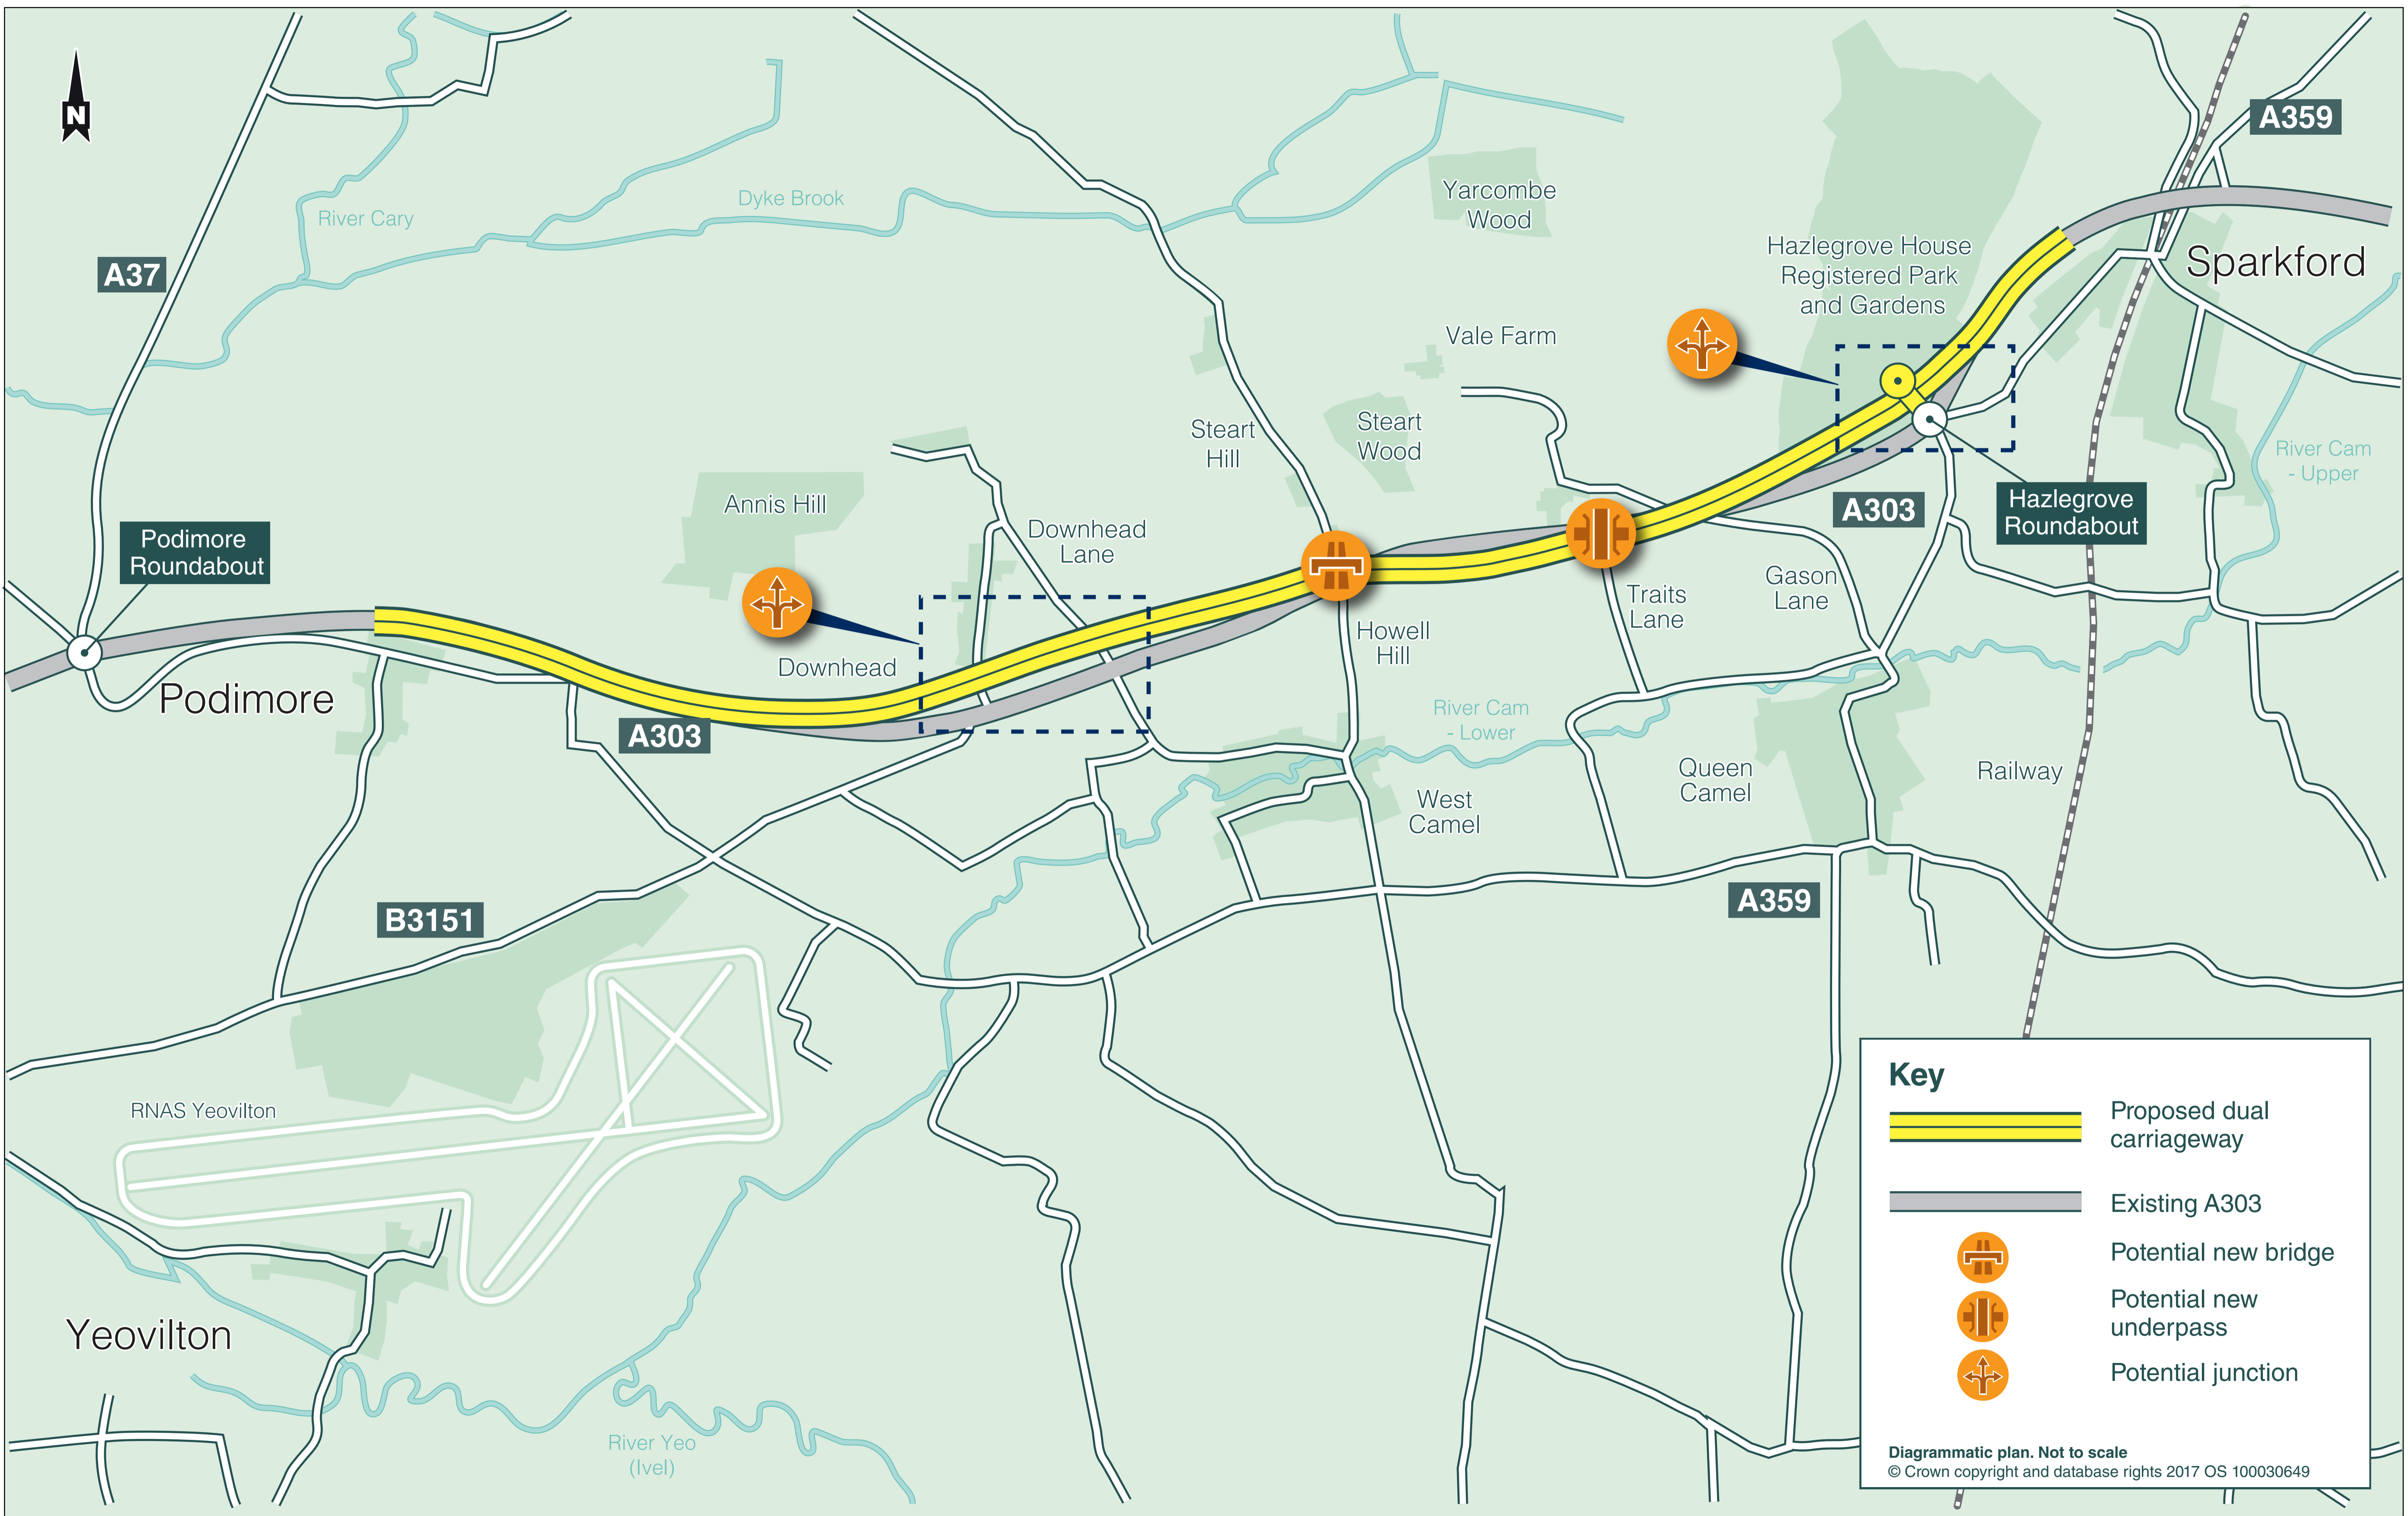 N
A359
Yarcombe
Wood
Dyke Brook
River Cary
Hazlegrove House
Registered Park
and Gardens
A37
Sparkford
Vale Farm
Steart
Hill
Steart
Wood
River Cam
- Upper
Annis Hill
Downhead
Lane
A303
Hazlegrove
Roundabout
Podimore
Roundabout
Gason
Lane
Traits
Lane
Howell
Hill
Downhead
Podimore
A303
River Cam
- Lower
Queen
Camel
Railway
West
Camel
A359
B3151
RNAS Yeovilton
Yeovilton
River Yeo
(Ivel)
Key
Proposed dual
carriageway
Existing A303
Potential new bridge
Potential new
underpass
Potential junction
Diagrammatic plan. Not to scale
© Crown copyright and database rights 2017 OS 100030649